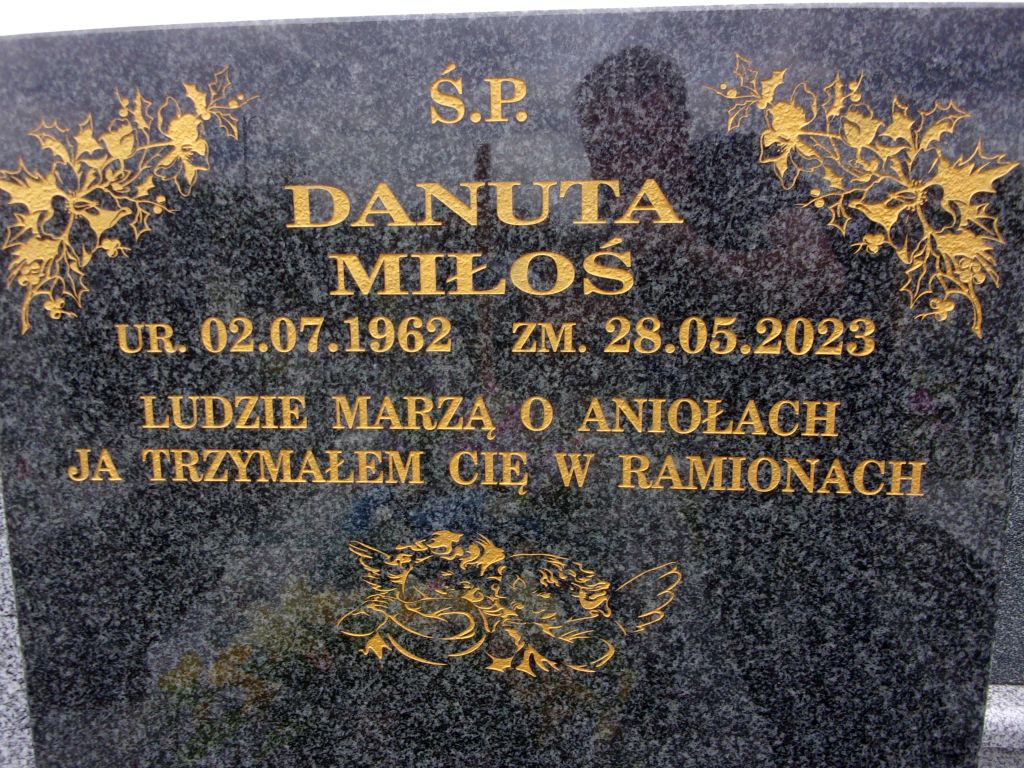 Ś.P.
DANUTA
MIŁOŚ
UR. 02.07.1962 ZM. 28.05.2023
LUDZIE MARZĄ O ANIOŁACH
JA TRZYMAŁEM CIĘ W RAMIONACH